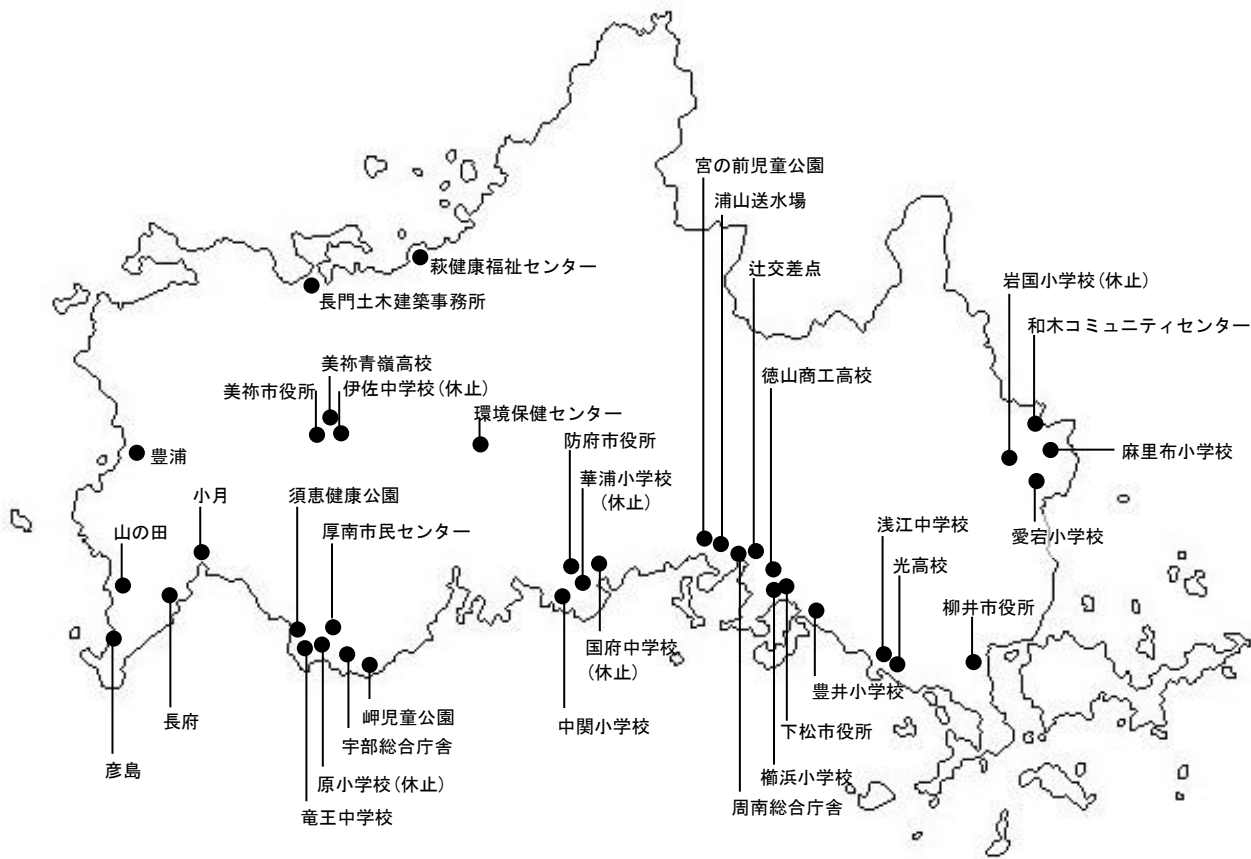 宮の前児童公園
浦山送水場
萩健康福祉センター
辻交差点
岩国小学校(休止)
長門土木建築事務所
和木コミュニティセンター
美祢青嶺高校
徳山商工高校
美祢市役所
伊佐中学校(休止)
環境保健センター
防府市役所
豊浦
麻里布小学校
華浦小学校
(休止)
小月
須恵健康公園
厚南市民センター
山の田
浅江中学校
愛宕小学校
光高校
柳井市役所
国府中学校
(休止)
豊井小学校
長府
岬児童公園
中関小学校
下松市役所
宇部総合庁舎
彦島
原小学校(休止)
櫛浜小学校
竜王中学校
周南総合庁舎